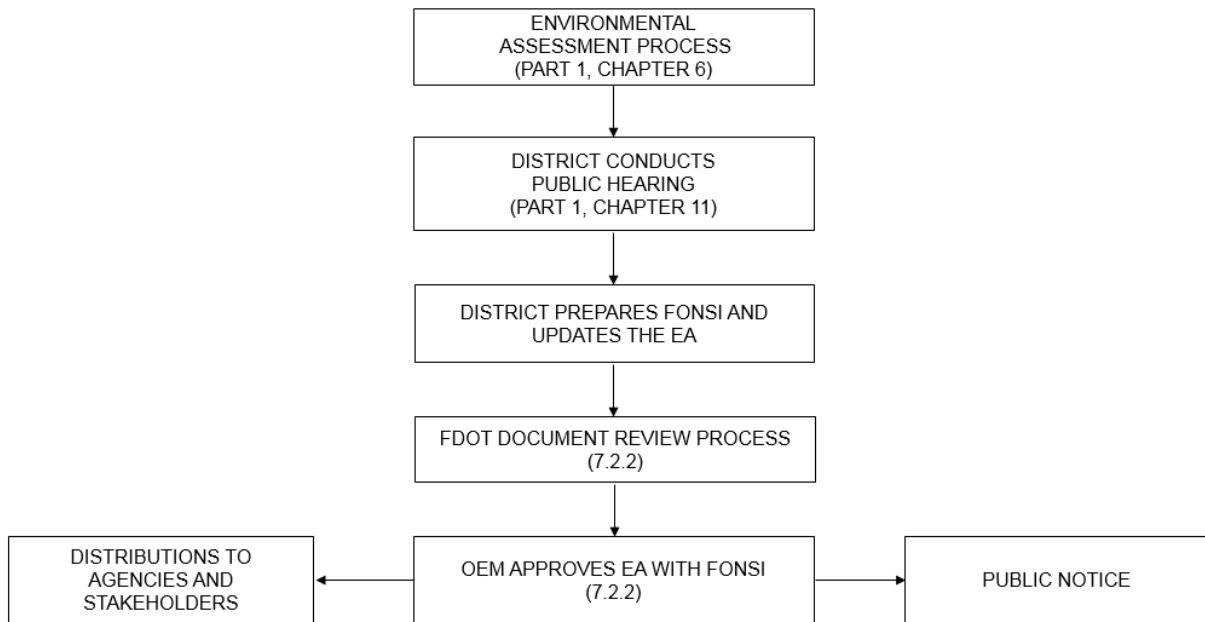 ENVIRONMENTAL
ASSESSMENT PROCESS
(PART 1, CHAPTER 6)
DISTRICT CONDUCTS
PUBLIC HEARING
(PART 1, CHAPTER 11)
DISTRICT PREPARES FONSI AND
UPDATES THE EA
FDOT DOCUMENT REVIEW PROCESS
(7.2.2)
DISTRIBUTIONS TO
AGENCIES AND
STAKEHOLDERS
OEM APPROVES EA WITH FONSI
(7.2.2)
PUBLIC NOTICE